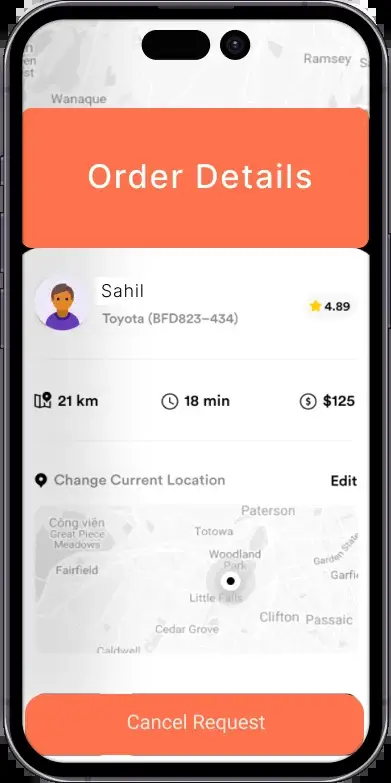 Ramsey
Wanaque
Order Details
Sahil
Toyota (BFD823-434)
4.89
21 km
18 min
$125
Change Current Location
Edit
Paterson
Công viên
Great Piece
Meadows
Totowa
Woodland
Park
Garden State
Fairfield
Garfi
Little Falls
Clifton
Passaic
Cedar Grove
Caldwell
Cancel Request